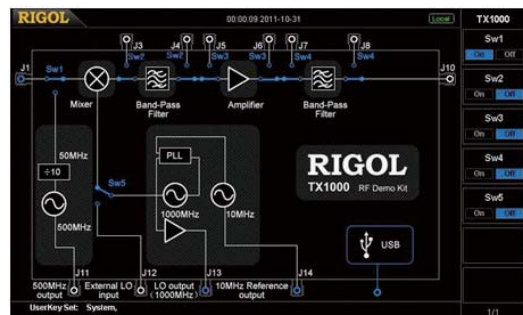 RIGOL 00:00:09 2011-10-31 Local TX1000
Sw1
On Off
Sw2
On Off
Sw3
On Off
Sw4
On Off
Sw5
On Off
1/1
J3 J4 J5 J6 J7 J8
Sw2 Sw2 Sw3 Sw3 Sw4 Sw4
J1 Sw1 J10
Mixer Band-Pass Filter Amplifier Band-Pass Filter
50MHz
÷10
500MHz
Sw5
PLL
1000MHz 10MHz
RIGOL
TX1000 RF Demo Kit
USB
J11 J12 J13 J14
500MHz output External LO input LO output (1000MHz) 10MHz Reference output
UserKey Set: System,